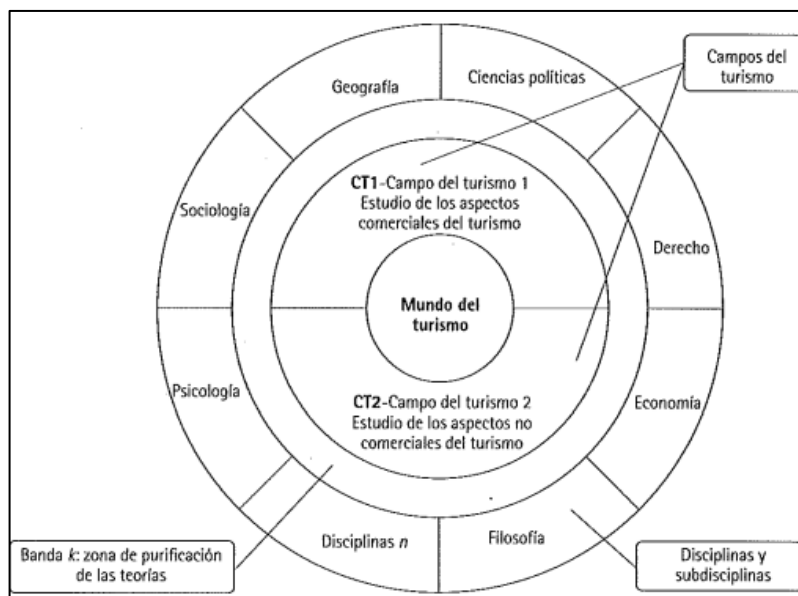 Campos del
turismo
Geografía
Ciencias políticas
CT1-Campo del turismo 1
Estudio de los aspectos
comerciales del turismo
Sociología
Derecho
Mundo del
turismo
Psicología
CT2-Campo del turismo 2
Estudio de los aspectos no
comerciales del turismo
Economía
Disciplinas n
Filosofía
Banda k: zona de purificación
de las teorías
Disciplinas y
subdisciplinas